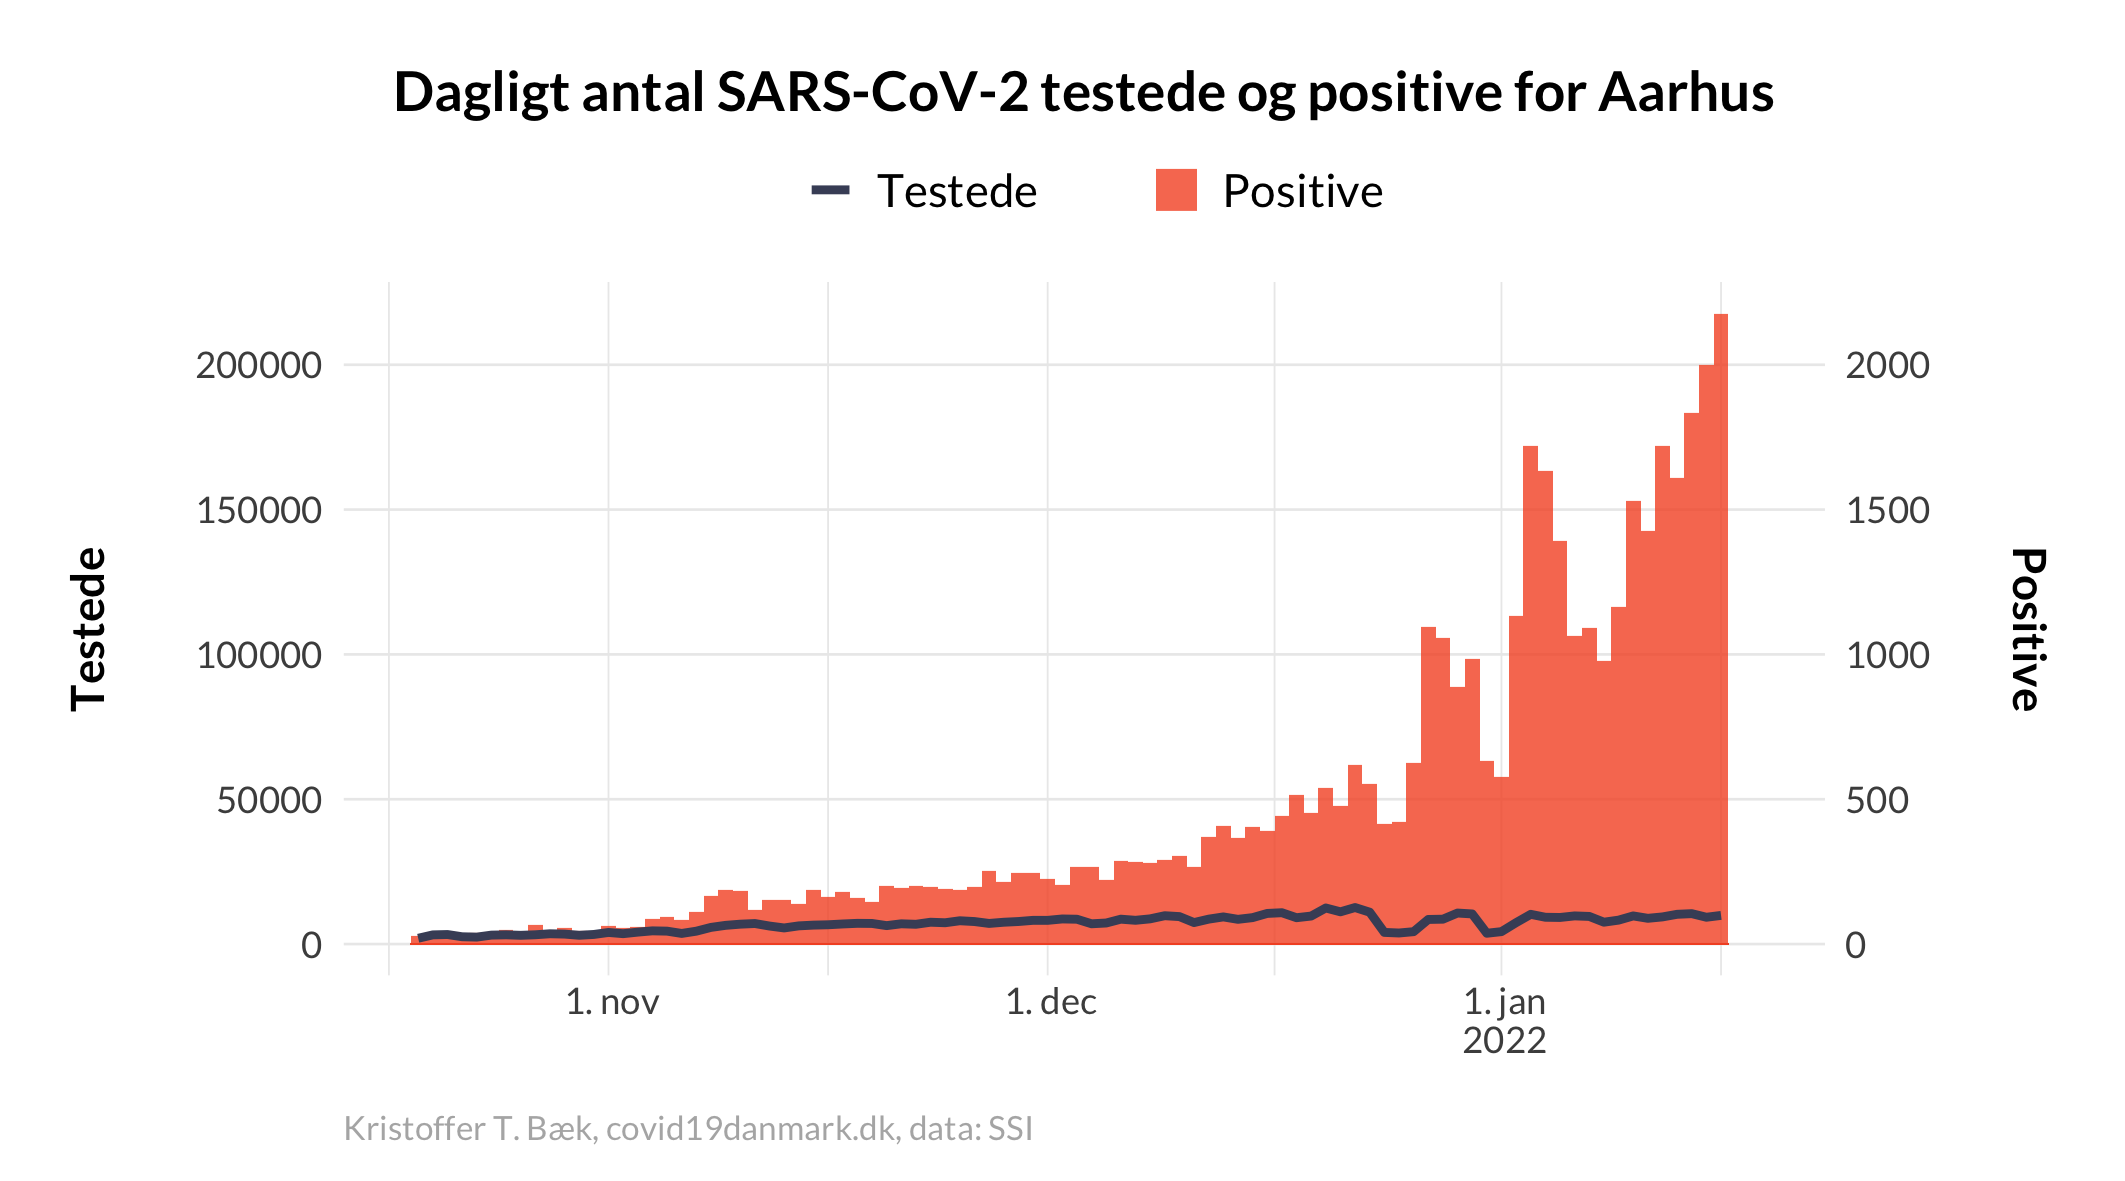 Dagligt antal SARS-CoV-2 testede og positive for Aarhus
Testede
Positive
200000
150000
100000
50000
0
Testede
2000
1500
1000
500
0
Positive
1. nov
1. dec
1. jan
2022
Kristoffer T. Bæk, covid19danmark.dk, data: SSI